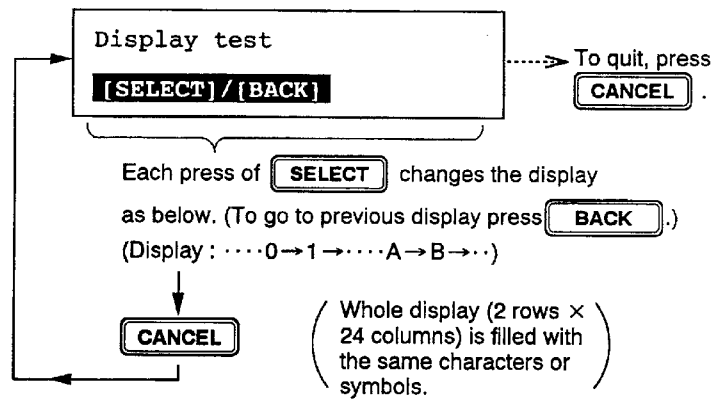 Display test
[SELECT]/[BACK]
To quit, press
CANCEL .
Each press of SELECT changes the display
as below. (To go to previous display press BACK .)
(Display : ····0→1→····A→B→··)
CANCEL
Whole display (2 rows ×
24 columns) is filled with
the same characters or
symbols.